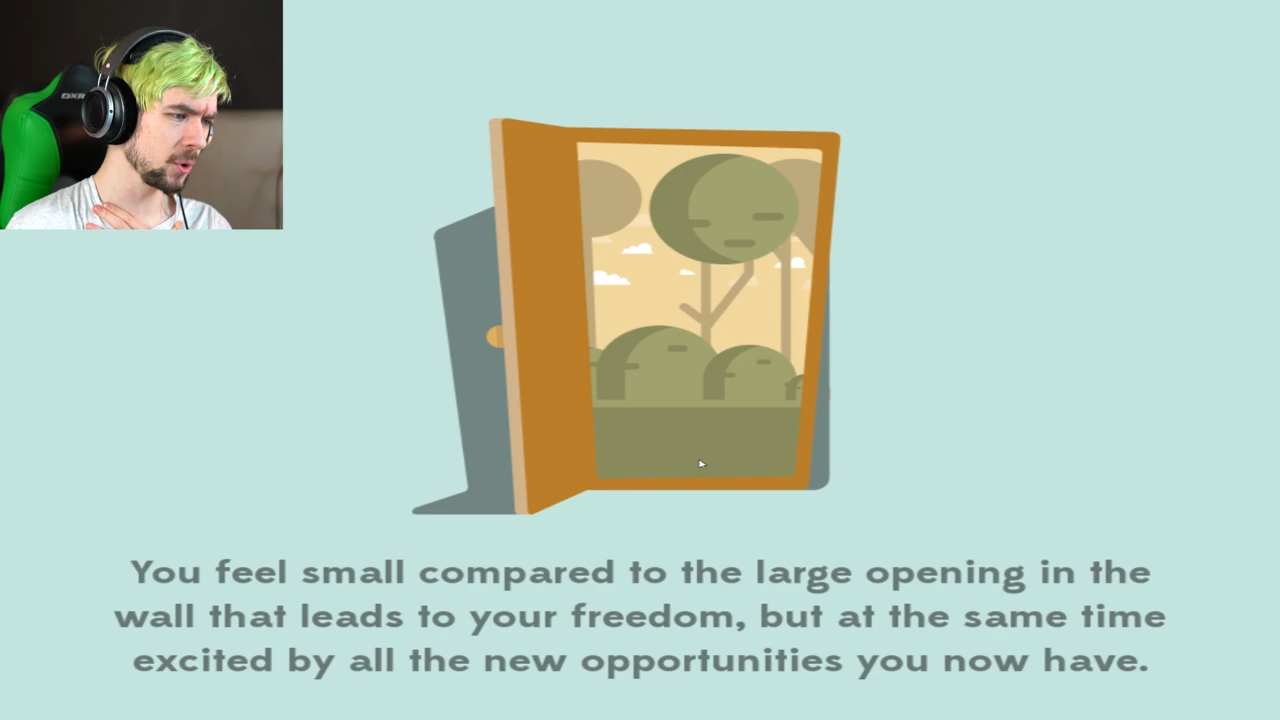 You feel small compared to the large opening in the
wall that leads to your freedom, but at the same time
excited by all the new opportunities you now have.